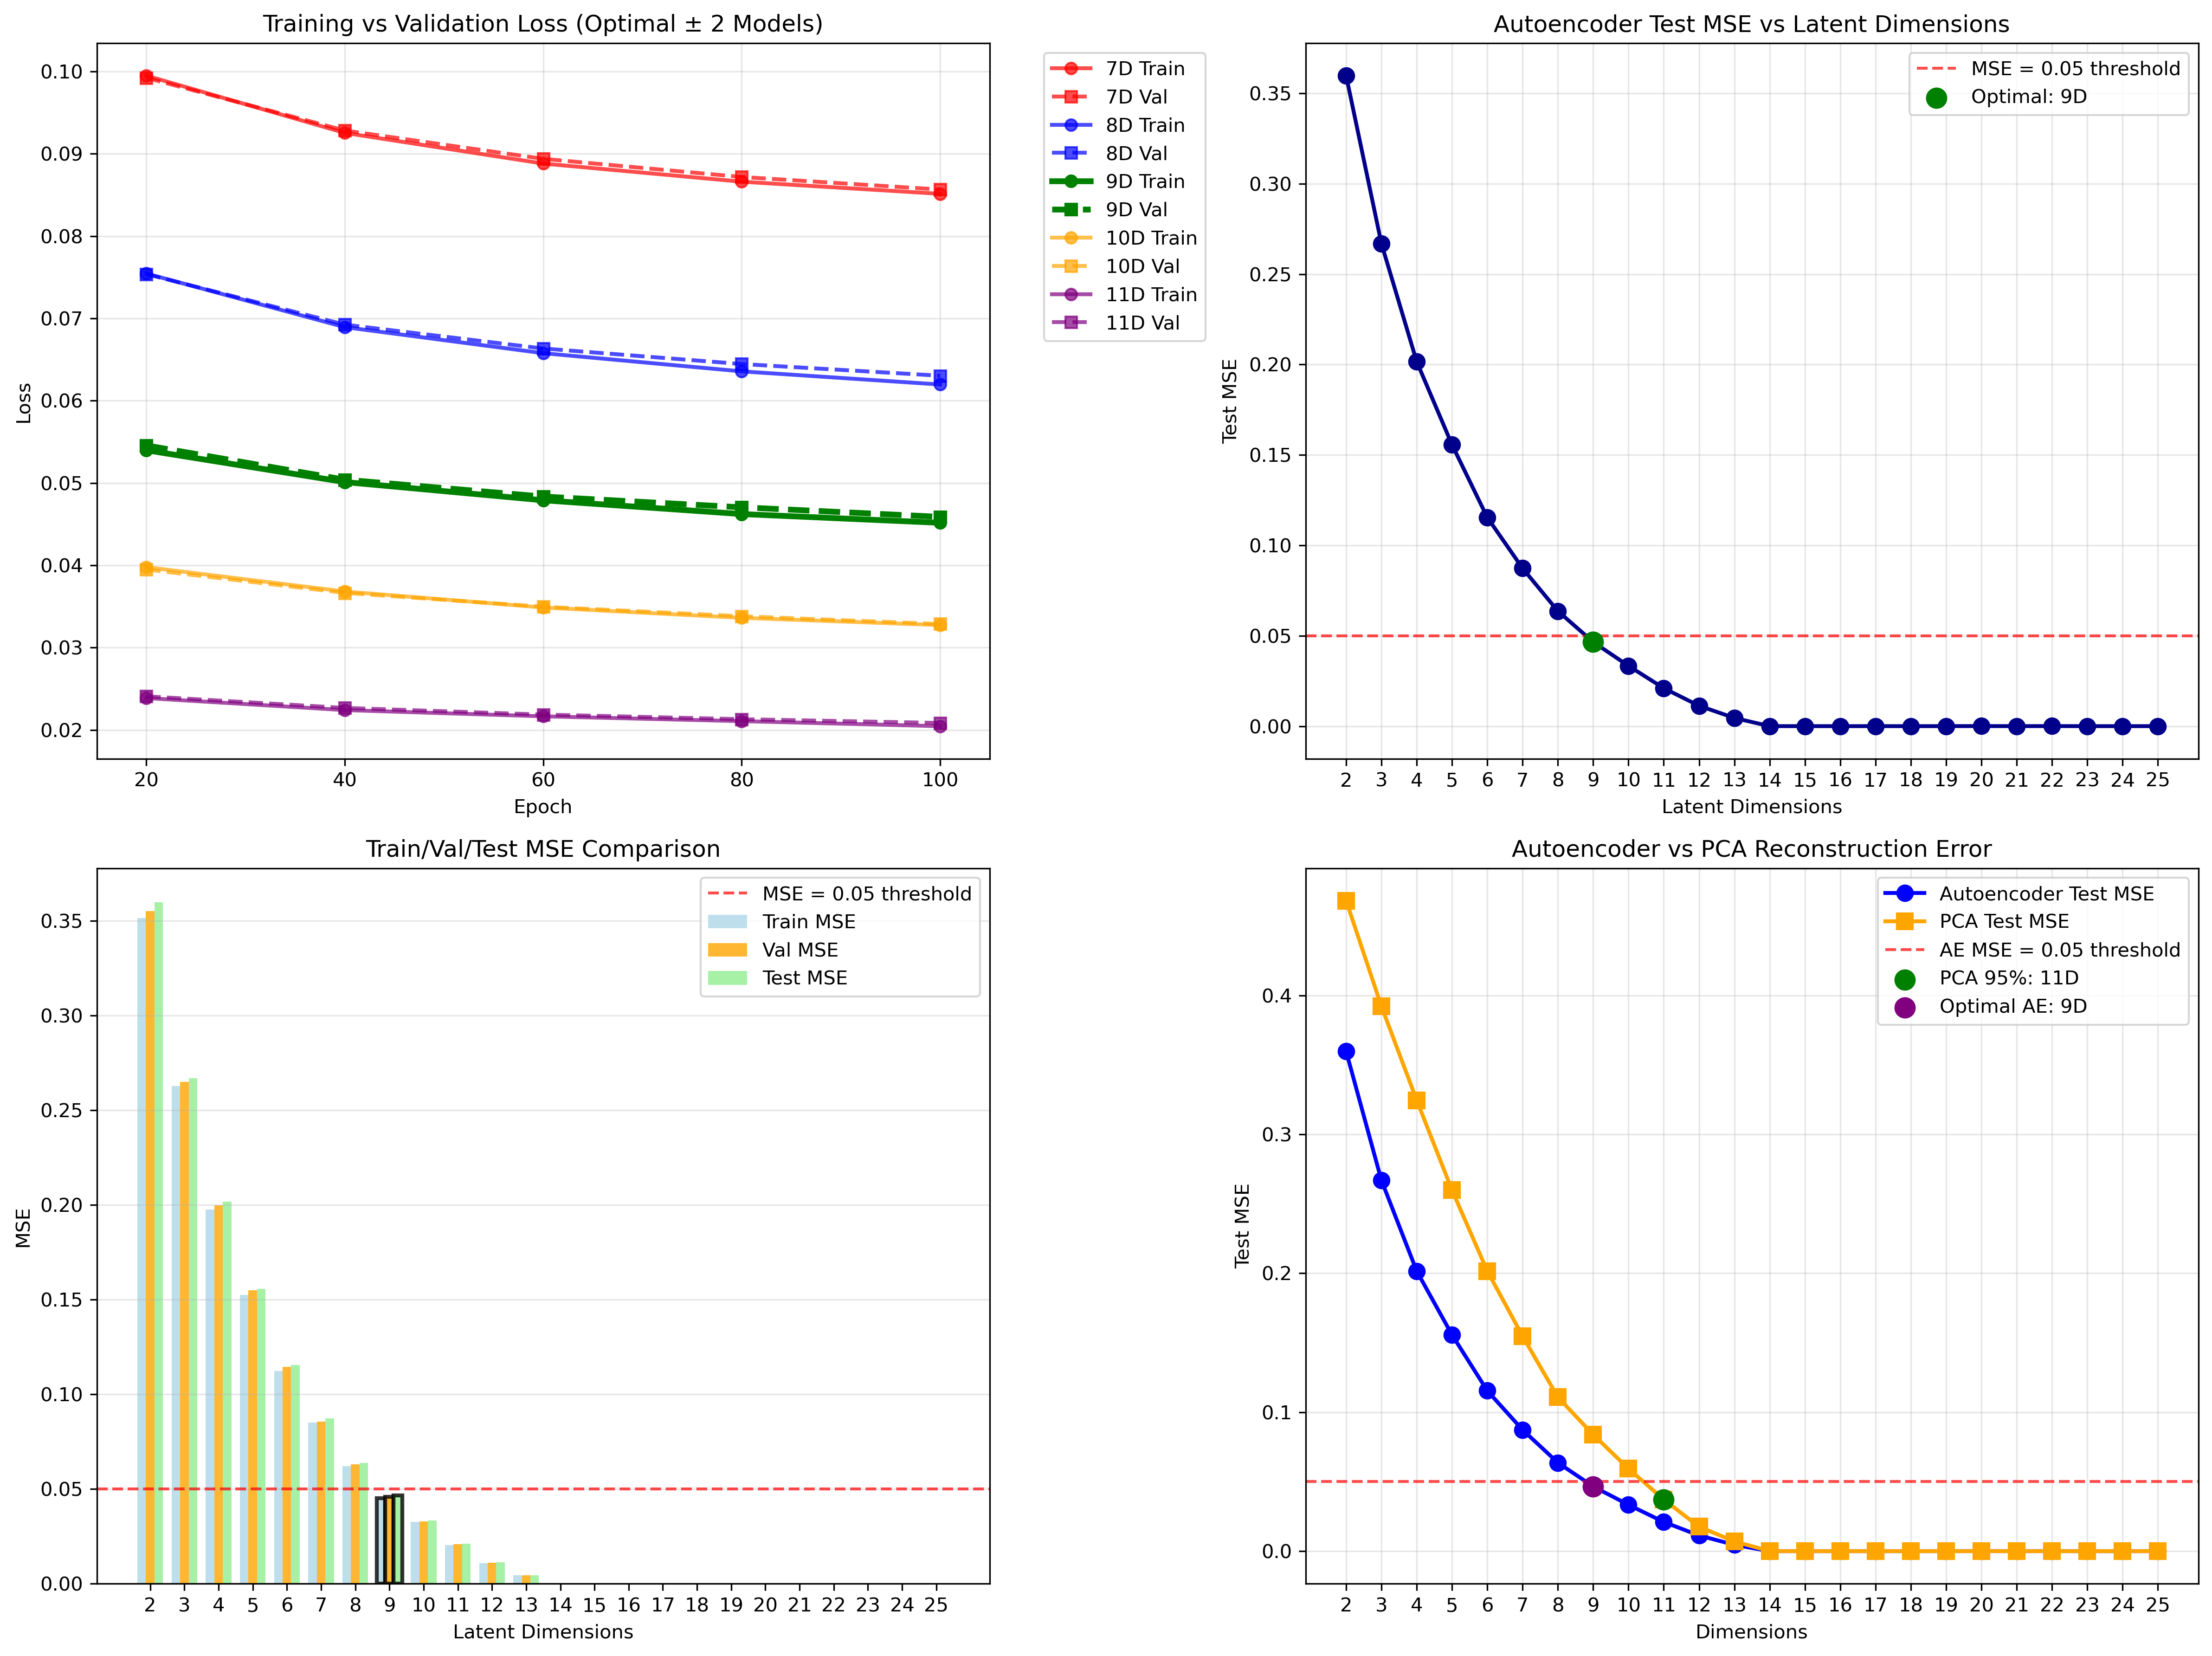 Training vs Validation Loss (Optimal ± 2 Models)
0.10
0.09
0.08
0.07
0.06
0.05
0.04
0.03
0.02
Loss
20 40 60 80 100
Epoch
7D Train
7D Val
8D Train
8D Val
9D Train
9D Val
10D Train
10D Val
11D Train
11D Val
Autoencoder Test MSE vs Latent Dimensions
MSE = 0.05 threshold
Optimal: 9D
0.35
0.30
0.25
0.20
0.15
0.10
0.05
0.00
Test MSE
2 3 4 5 6 7 8 9 10 11 12 13 14 15 16 17 18 19 20 21 22 23 24 25
Latent Dimensions
Train/Val/Test MSE Comparison
MSE = 0.05 threshold
Train MSE
Val MSE
Test MSE
0.35
0.30
0.25
0.20
0.15
0.10
0.05
0.00
MSE
2 3 4 5 6 7 8 9 10 11 12 13 14 15 16 17 18 19 20 21 22 23 24 25
Latent Dimensions
Autoencoder vs PCA Reconstruction Error
Autoencoder Test MSE
PCA Test MSE
AE MSE = 0.05 threshold
PCA 95%: 11D
Optimal AE: 9D
0.4
0.3
0.2
0.1
0.0
Test MSE
2 3 4 5 6 7 8 9 10 11 12 13 14 15 16 17 18 19 20 21 22 23 24 25
Dimensions